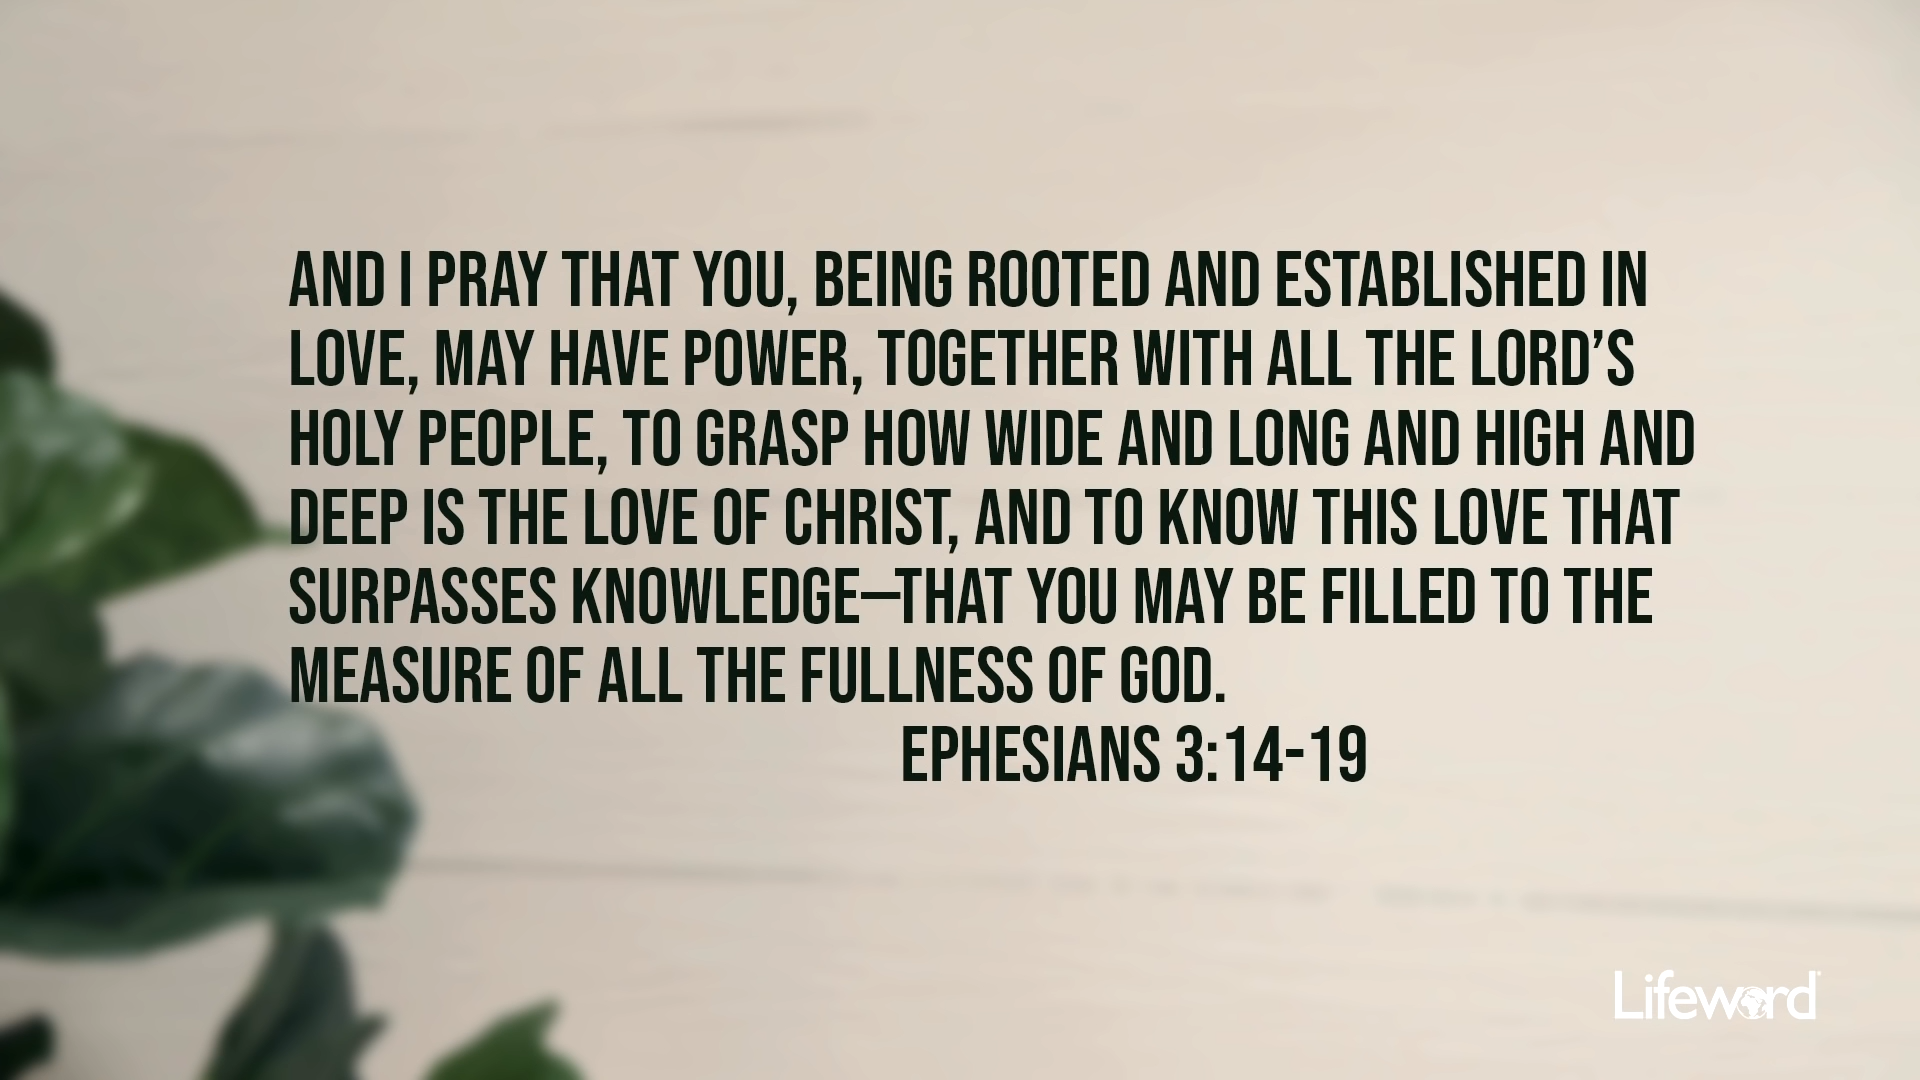 AND I PRAY THAT YOU, BEING ROOTED AND ESTABLISHED IN
LOVE, MAY HAVE POWER, TOGETHER WITH ALL THE LORD’S
HOLY PEOPLE, TO GRASP HOW WIDE AND LONG AND HIGH AND
DEEP IS THE LOVE OF CHRIST, AND TO KNOW THIS LOVE THAT
SURPASSES KNOWLEDGE—THAT YOU MAY BE FILLED TO THE
MEASURE OF ALL THE FULLNESS OF GOD.
EPHESIANS 3:14-19
Lifeword